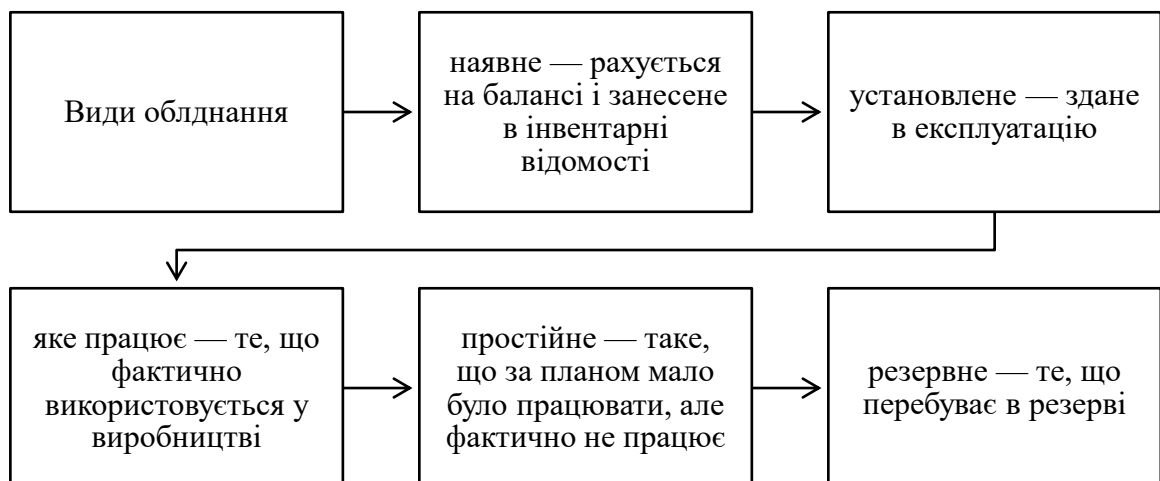 Види облднання
наявне — рахується
на балансі і занесене
в інвентарні
відомості
установлене — здане
в експлуатацію
яке працює — те, що
фактично
використовується у
виробництві
простійне — таке,
що за планом мало
було працювати, але
фактично не працює
резервне — те, що
перебуває в резерві